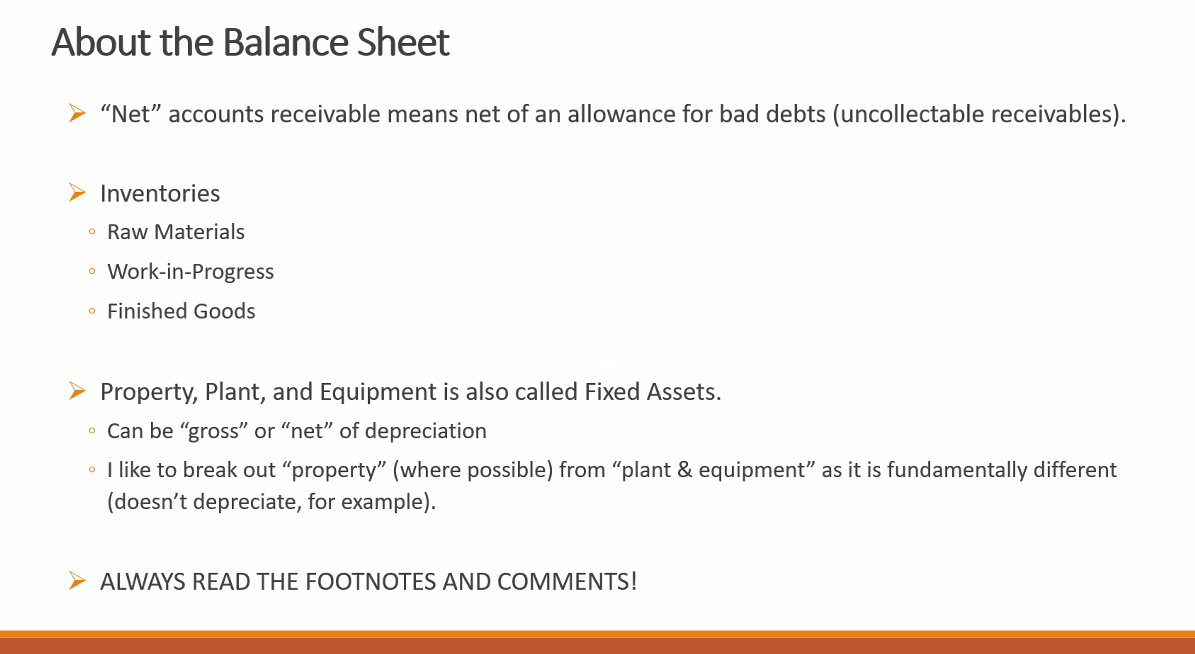 About the Balance Sheet
“Net” accounts receivable means net of an allowance for bad debts (uncollectable receivables).
Inventories
Raw Materials
Work-in-Progress
Finished Goods
Property, Plant, and Equipment is also called Fixed Assets.
Can be “gross” or “net” of depreciation
I like to break out “property” (where possible) from “plant & equipment” as it is fundamentally different
(doesn’t depreciate, for example).
ALWAYS READ THE FOOTNOTES AND COMMENTS!